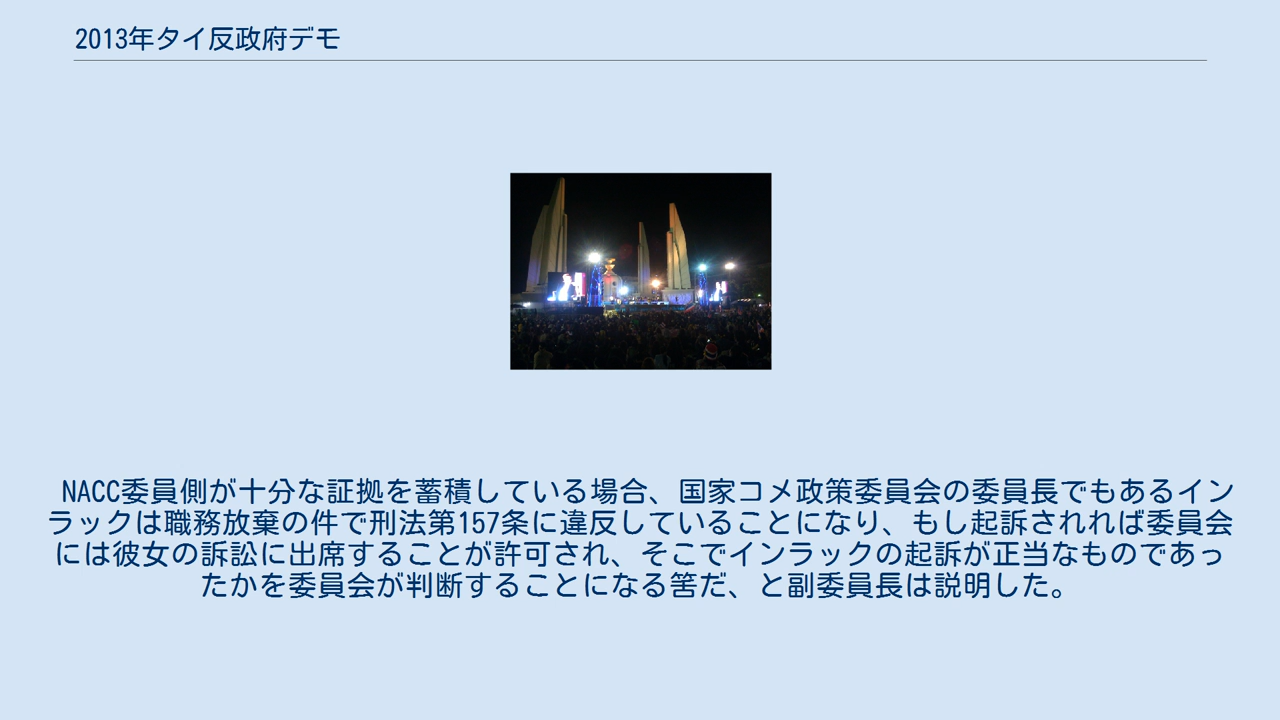 2013年タイ反政府デモ
NACC委員側が十分な証拠を蓄積している場合、国家コメ政策委員会の委員長でもあるイン
ラックは職務放棄の件で刑法第157条に違反していることになり、もし起訴されれば委員会
には彼女の訴訟に出席することが許可され、そこでインラックの起訴が正当なものであっ
たかを委員会が判断することになる筈だ、と副委員長は説明した。